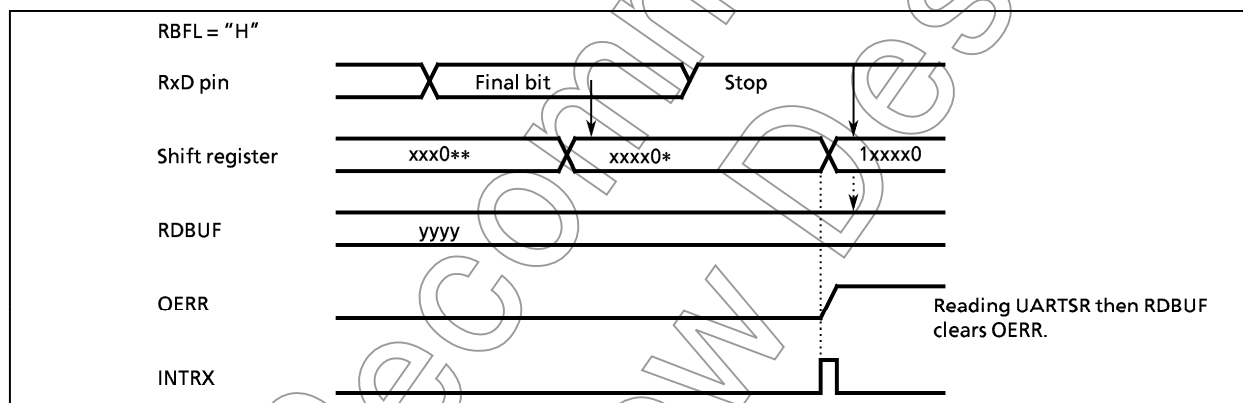 RBFL = “H”
RxD pin Final bit Stop
Shift register xxx0** xxxx0* 1xxxx0
RDBUF yyyy
OERR Reading UARTSR then RDBUF
clears OERR.
INTRX